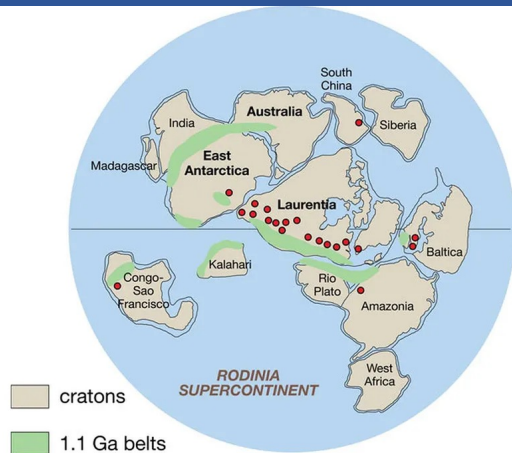 South
China
Australia
India
Siberia
Madagascar
East
Antarctica
Laurentia
Baltica
Kalahari
Congo-
Sao
Francisco
Rio
Plato
Amazonia
West
Africa
RODINIA
SUPERCONTINENT
cratons
1.1 Ga belts